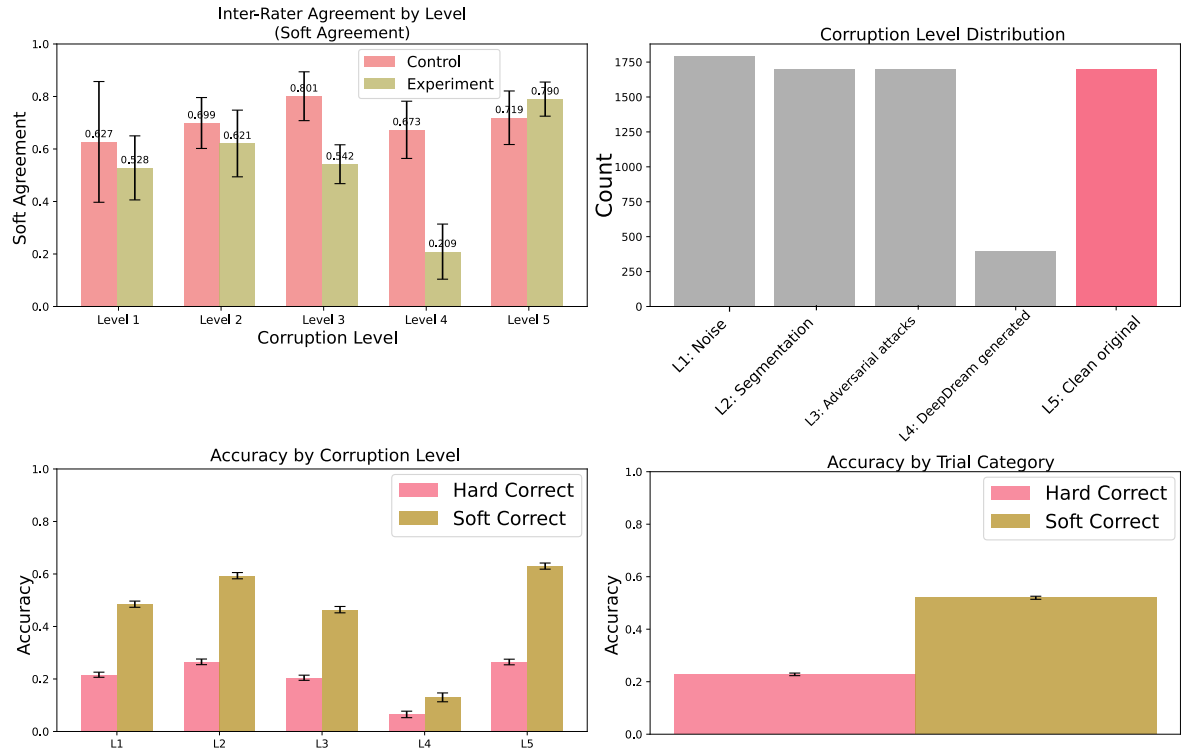 Inter-Rater Agreement by Level
(Soft Agreement)
Soft Agreement
1.0
0.8
0.6
0.4
0.2
0.0
Control
Experiment
0.627
0.528
0.699
0.621
0.801
0.542
0.673
0.209
0.719
0.790
Level 1
Level 2
Level 3
Level 4
Level 5
Corruption Level
Corruption Level Distribution
Count
1750
1500
1250
1000
750
500
250
0
L1: Noise
L2: Segmentation
L3: Adversarial attacks
L4: DeepDream generated
L5: Clean original
Accuracy by Corruption Level
Accuracy
1.0
0.8
0.6
0.4
0.2
0.0
Hard Correct
Soft Correct
L1
L2
L3
L4
L5
Accuracy by Trial Category
Accuracy
1.0
0.8
0.6
0.4
0.2
0.0
Hard Correct
Soft Correct